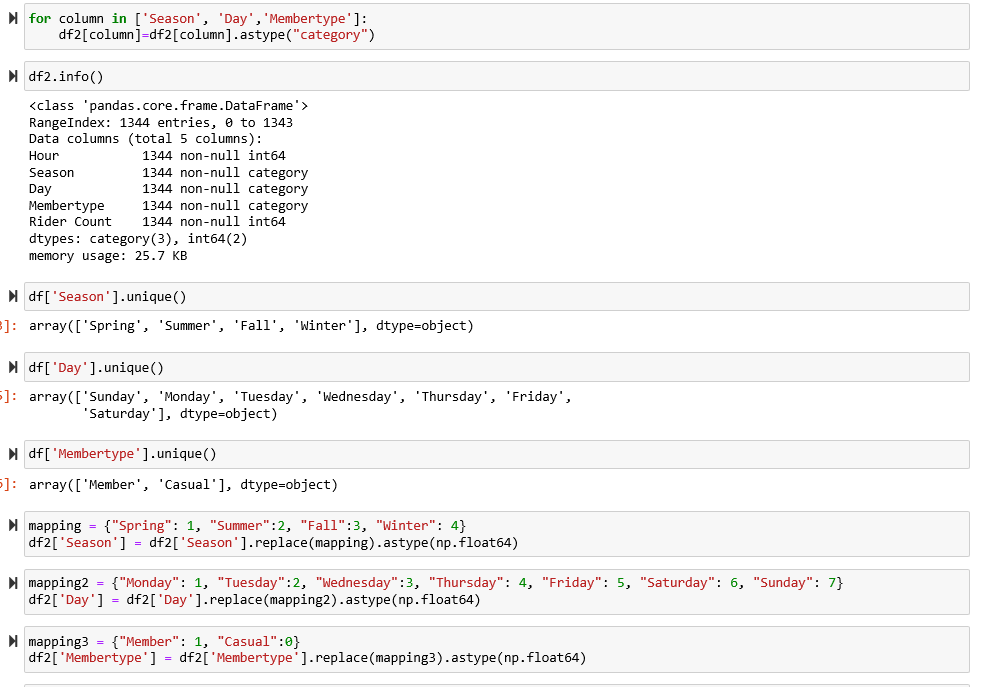 for column in ['Season', 'Day','Membertype']:
    df2[column]=df2[column].astype("category")
df2.info()
<class 'pandas.core.frame.DataFrame'>
RangeIndex: 1344 entries, 0 to 1343
Data columns (total 5 columns):
Hour           1344 non-null int64
Season         1344 non-null category
Day            1344 non-null category
Membertype     1344 non-null category
Rider Count    1344 non-null int64
dtypes: category(3), int64(2)
memory usage: 25.7 KB
df['Season'].unique()
]: array(['Spring', 'Summer', 'Fall', 'Winter'], dtype=object)
df['Day'].unique()
]: array(['Sunday', 'Monday', 'Tuesday', 'Wednesday', 'Thursday', 'Friday',
       'Saturday'], dtype=object)
df['Membertype'].unique()
]: array(['Member', 'Casual'], dtype=object)
mapping = {"Spring": 1, "Summer":2, "Fall":3, "Winter": 4}
df2['Season'] = df2['Season'].replace(mapping).astype(np.float64)
mapping2 = {"Monday": 1, "Tuesday":2, "Wednesday":3, "Thursday": 4, "Friday": 5, "Saturday": 6, "Sunday": 7}
df2['Day'] = df2['Day'].replace(mapping2).astype(np.float64)
mapping3 = {"Member": 1, "Casual":0}
df2['Membertype'] = df2['Membertype'].replace(mapping3).astype(np.float64)